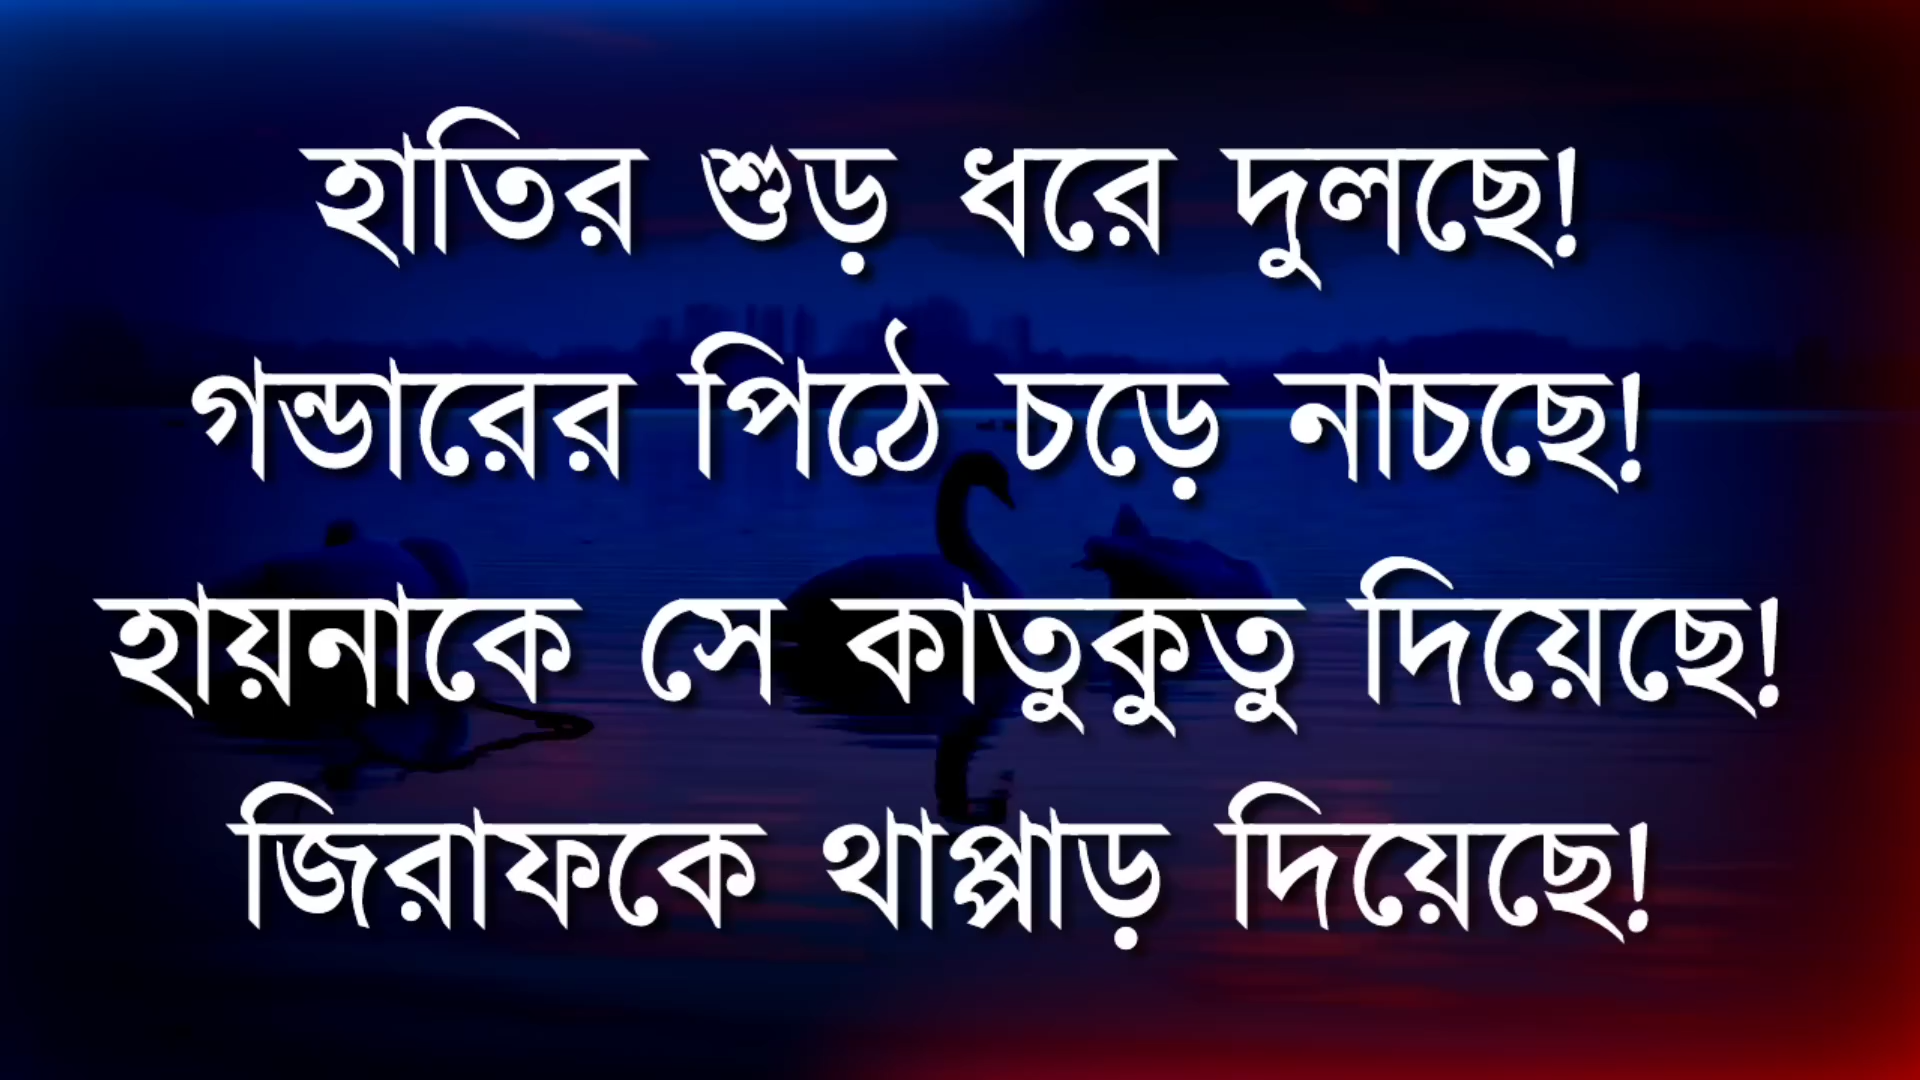 হাতির শুড় ধরে দুলছে!
গন্ডারের পিঠে চড়ে নাচছে!
হায়নাকে সে কাতুকুতু দিয়েছে!
জিরাফকে থাপ্পাড় দিয়েছে!